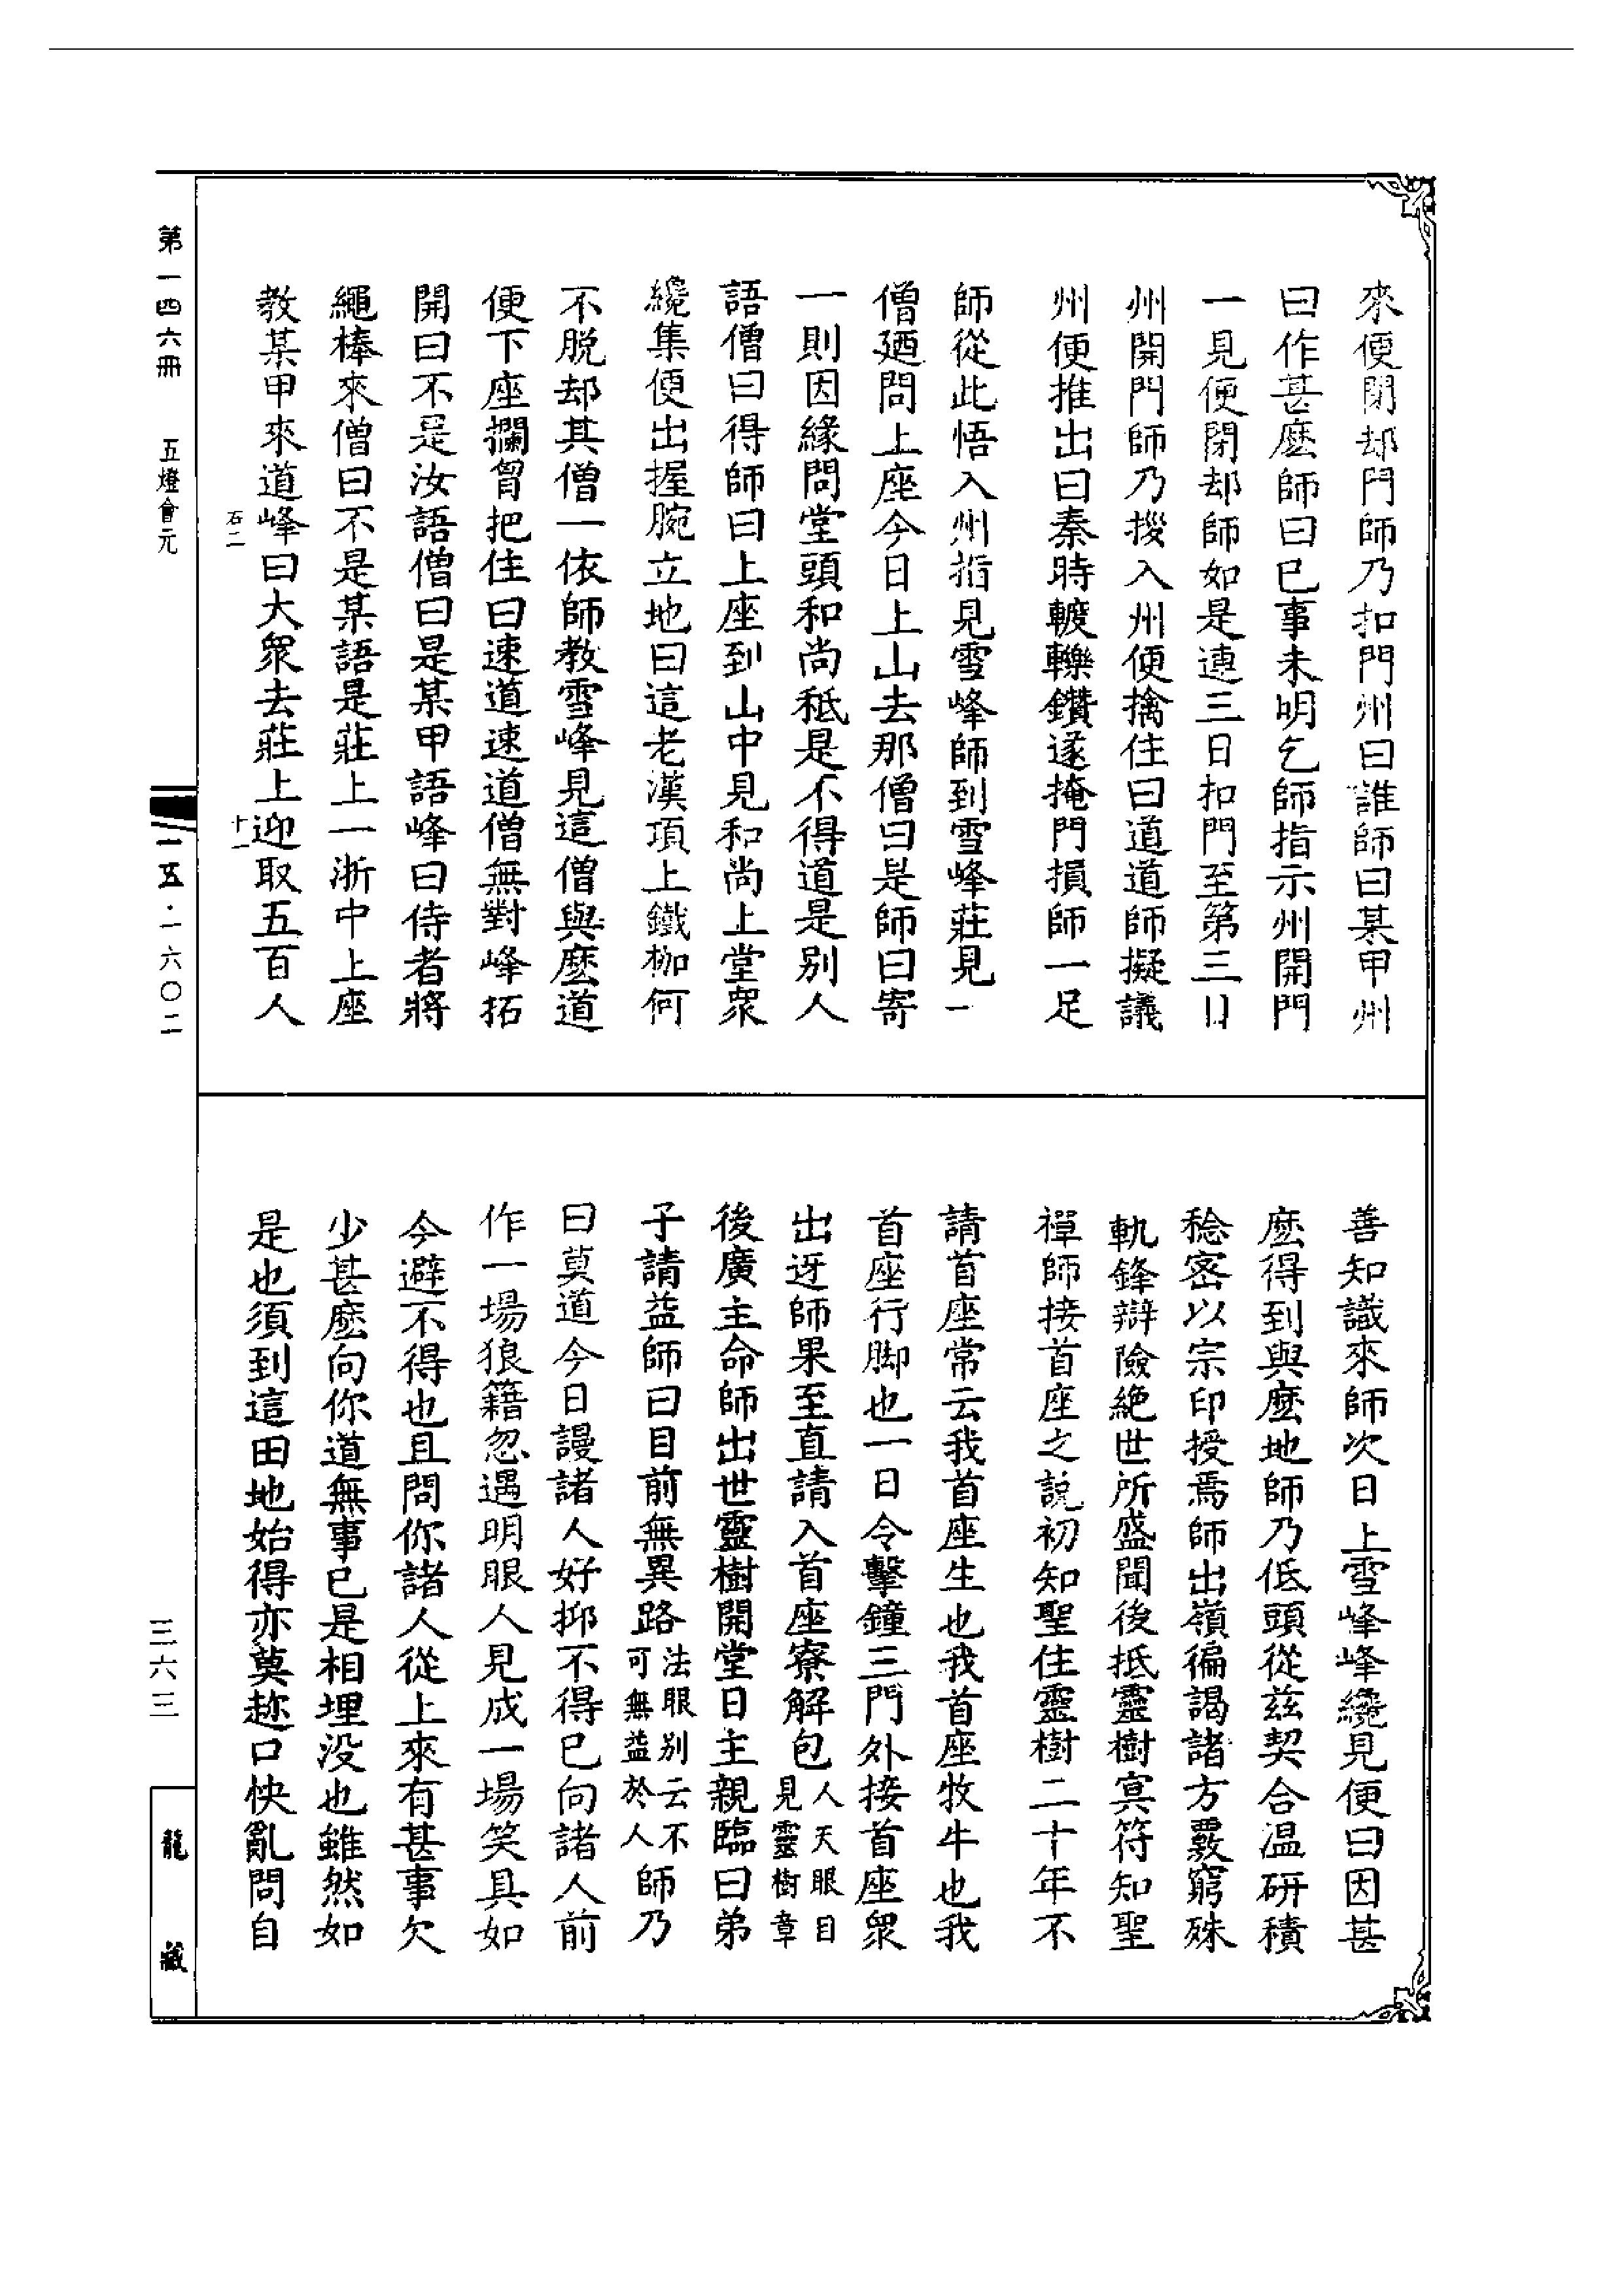 來便閉却門師乃扣門州曰誰師曰某甲州
曰作甚麽師曰巳事未明乞師指示州開門
一見便閉却師如是連三日扣門至第三日
州開門師乃拶入州便擒住曰道道師擬議
州便推出曰秦時𨍏轢鑽遂掩門損師一足
師從此悟入州指見雪峰師到雪峰莊見一
僧廼問上座今日上山去那僧曰是師曰寄
一則因緣問堂頭和尚秪是不得道是别人
語僧曰得師曰上座到山中見和尚上堂衆
纔集便出握腕立地曰這老漢項上鐵枷何
不脱却其僧一依師教雪峰見這僧與麽道
便下座攔胷把住曰速道速道僧無對峰拓
開曰不是汝語僧曰是某甲語峰曰侍者將
繩棒來僧曰不是某語是莊上一浙中上座
教某甲來道峰曰大衆去莊上迎取五百人
石二
十一
善知識來師次日上雪峰峰纔見便曰因甚
麽得到與麽地師乃低頭從兹契合温研積
稔密以宗印授焉師出嶺徧謁諸方覈窮殊
軌鋒辯險絶世所盛聞後抵靈樹冥符知聖
禪師接首座之説初知聖住靈樹二十年不
請首座常云我首座生也我首座牧牛也我
首座行脚也一日令擊鐘三門外接首座衆
出迓師果至直請入首座寮解包人天眼目見靈樹章
後廣主命師出世靈樹開堂日主親臨曰弟
子請益師曰目前無異路法眼别云不可無益於人師乃
曰莫道今日謾諸人好抑不得已向諸人前
作一場狼籍忽遇明眼人見成一場笑具如
今避不得也且問你諸人從上來有甚事欠
少甚麽向你道無事已是相埋没也雖然如
是也須到這田地始得亦莫趂口快亂問自
第一四六冊
五燈會元
一五·一六〇二
三六三
龍藏